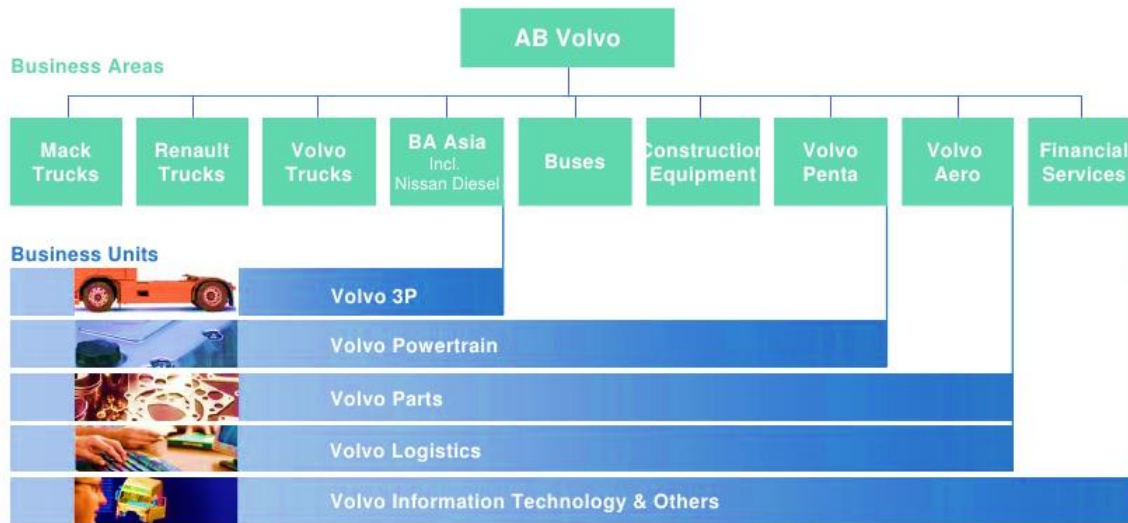 AB Volvo
Business Areas
Mack
Trucks
Renault
Trucks
Volvo
Trucks
BA Asia
Incl.
Nissan Diesel
Buses
Construction
Equipment
Volvo
Penta
Volvo
Aero
Financial
Services
Business Units
Volvo 3P
Volvo Powertrain
Volvo Parts
Volvo Logistics
Volvo Information Technology & Others